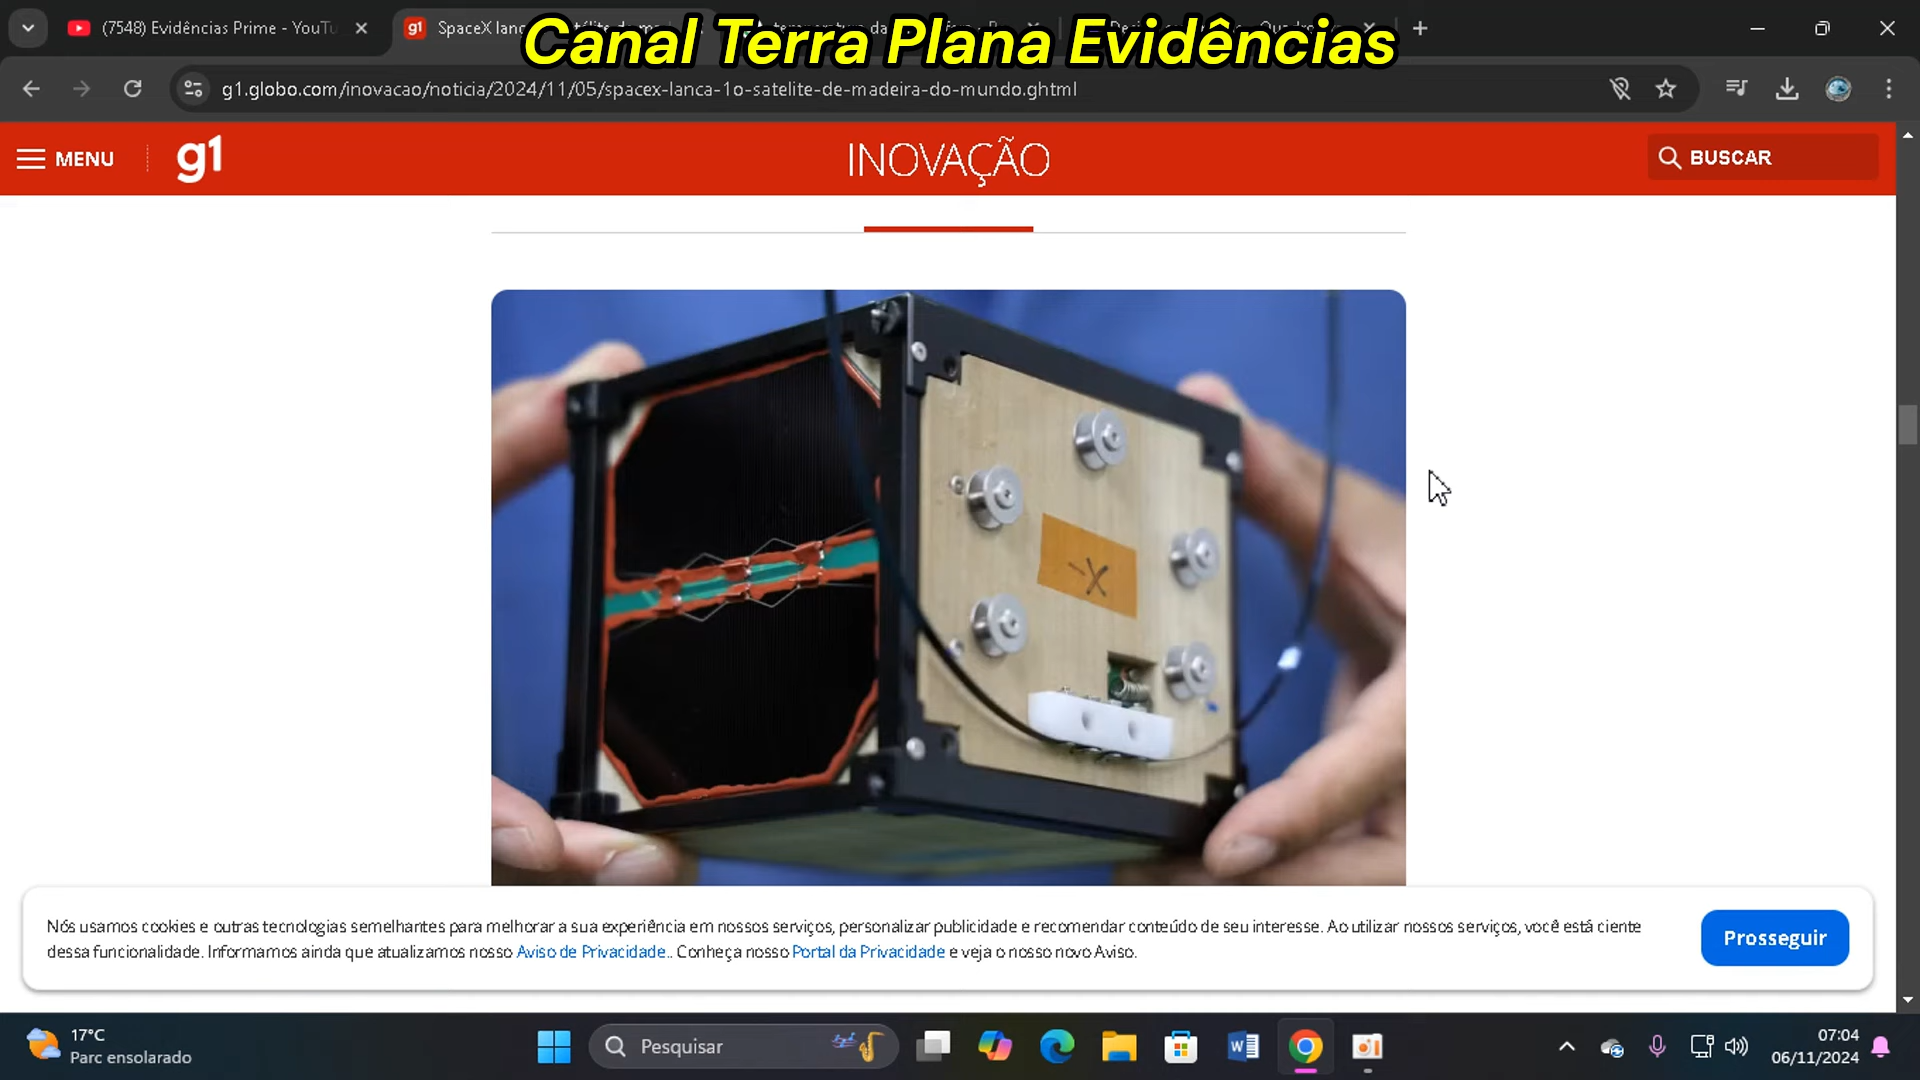 Canal Terra Plana Evidências
(7548) Evidências Prime - YouTu
SpaceX lanç
g1.globo.com/inovacao/noticia/2024/11/05/spacex-lanca-1o-satelite-de-madeira-do-mundo.ghtml
MENU
g1
INOVAÇÃO
BUSCAR
-X
Nós usamos cookies e outras tecnologias semelhantes para melhorar a sua experiência em nossos serviços, personalizar publicidade e recomendar conteúdo de seu interesse. Ao utilizar nossos serviços, você está ciente
dessa funcionalidade. Informamos ainda que atualizamos nosso Aviso de Privacidade.. Conheça nosso Portal da Privacidade e veja o nosso novo Aviso.
Prosseguir
17°C
Parc ensolarado
Pesquisar
07:04
06/11/2024